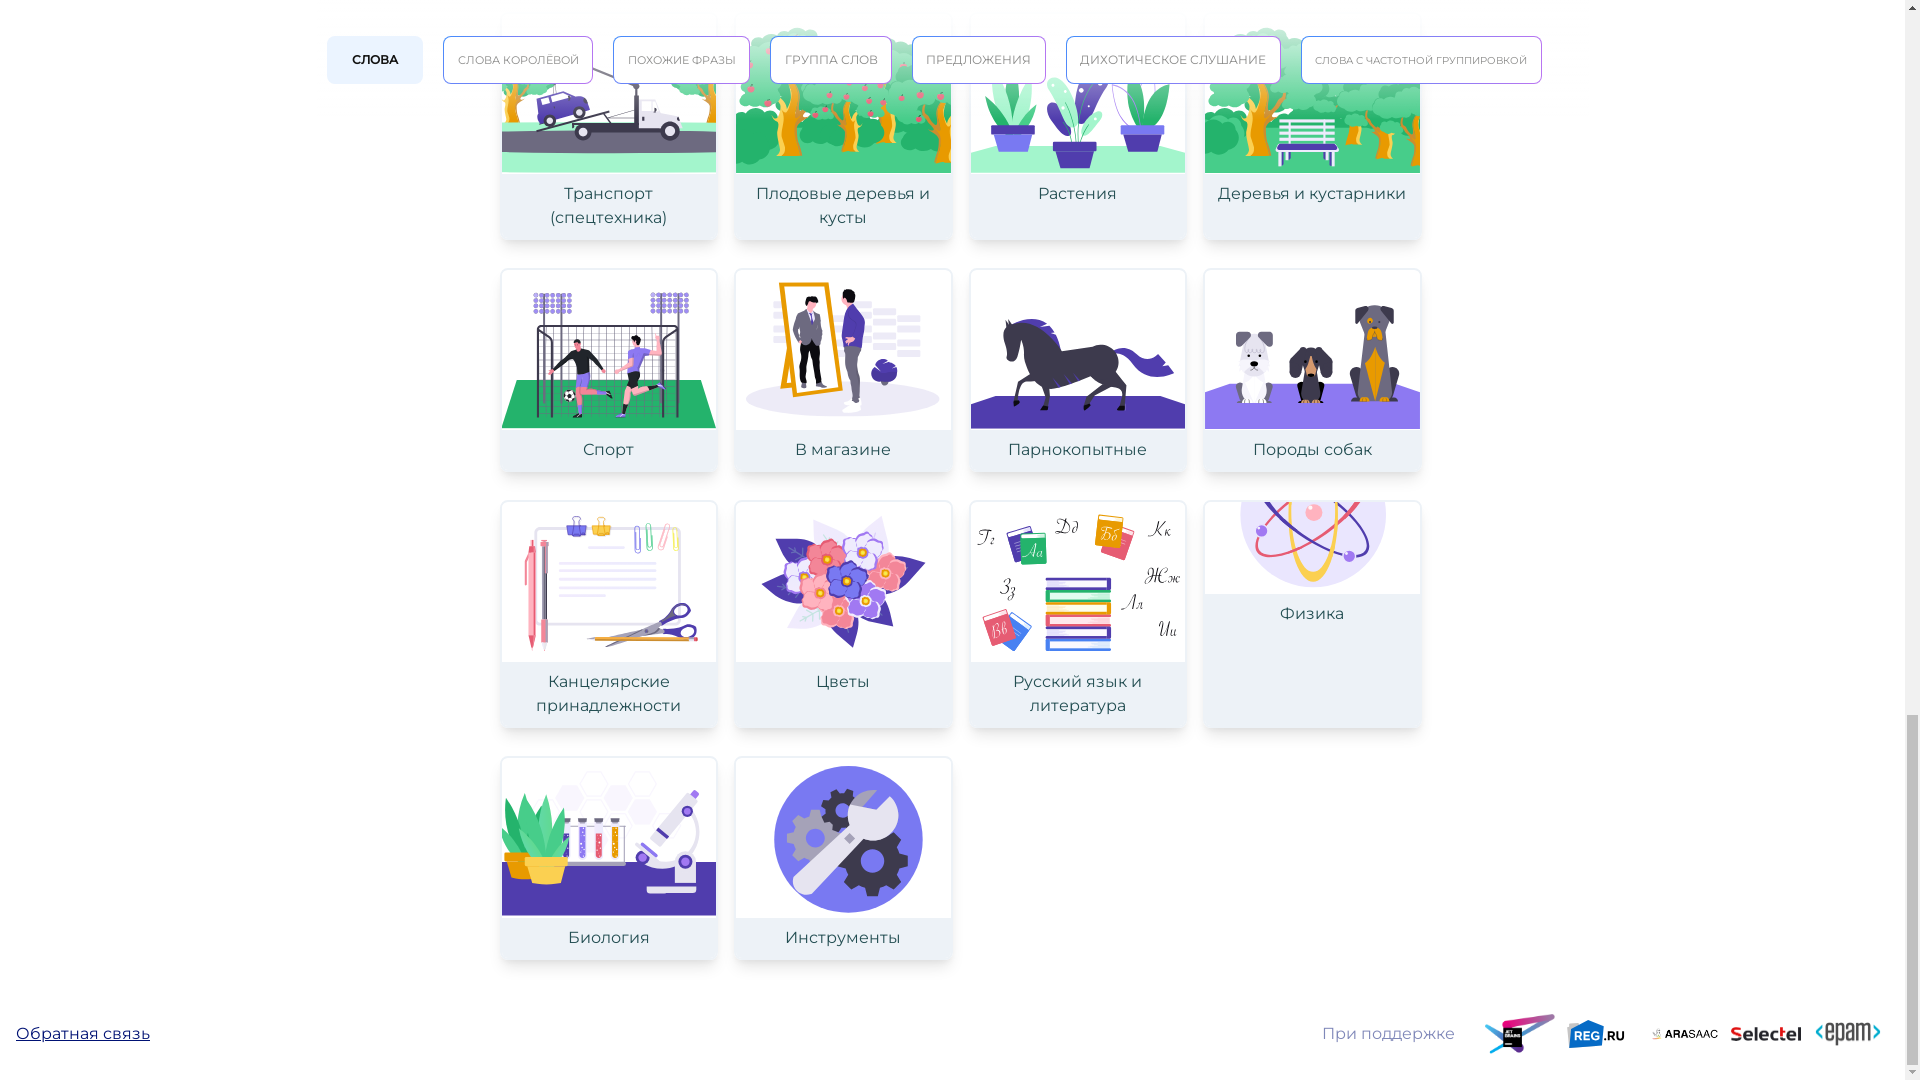 СЛОВА
СЛОВА КОРОЛЁВОЙ
ПОХОЖИЕ ФРАЗЫ
ГРУППА СЛОВ
ПРЕДЛОЖЕНИЯ
ДИХОТИЧЕСКОЕ СЛУШАНИЕ
СЛОВА С ЧАСТОТНОЙ ГРУППИРОВКОЙ
Транспорт
(спецтехника)
Плодовые деревья и
кусты
Растения
Деревья и кустарники
Спорт
В магазине
Парнокопытные
Породы собак
Гг
Аа
Дд
Бб
Кк
Зз
Жж
Лл
Вв
Ии
Канцелярские
принадлежности
Цветы
Русский язык и
литература
Физика
Биология
Инструменты
Обратная связь
При поддержке
JET
BRAINS
REG.RU
ARASAAC
Selectel
<epam>